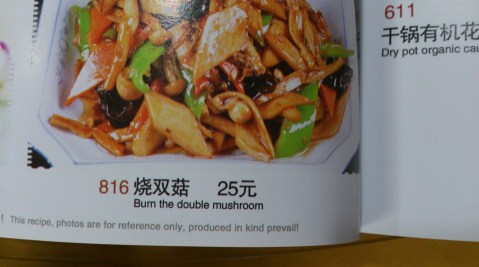 816 烧双菇 25元
Burn the double mushroom
! This recipe, photos are for reference only, produced in kind prevail!
611
干锅有机花
Dry pot organic cau